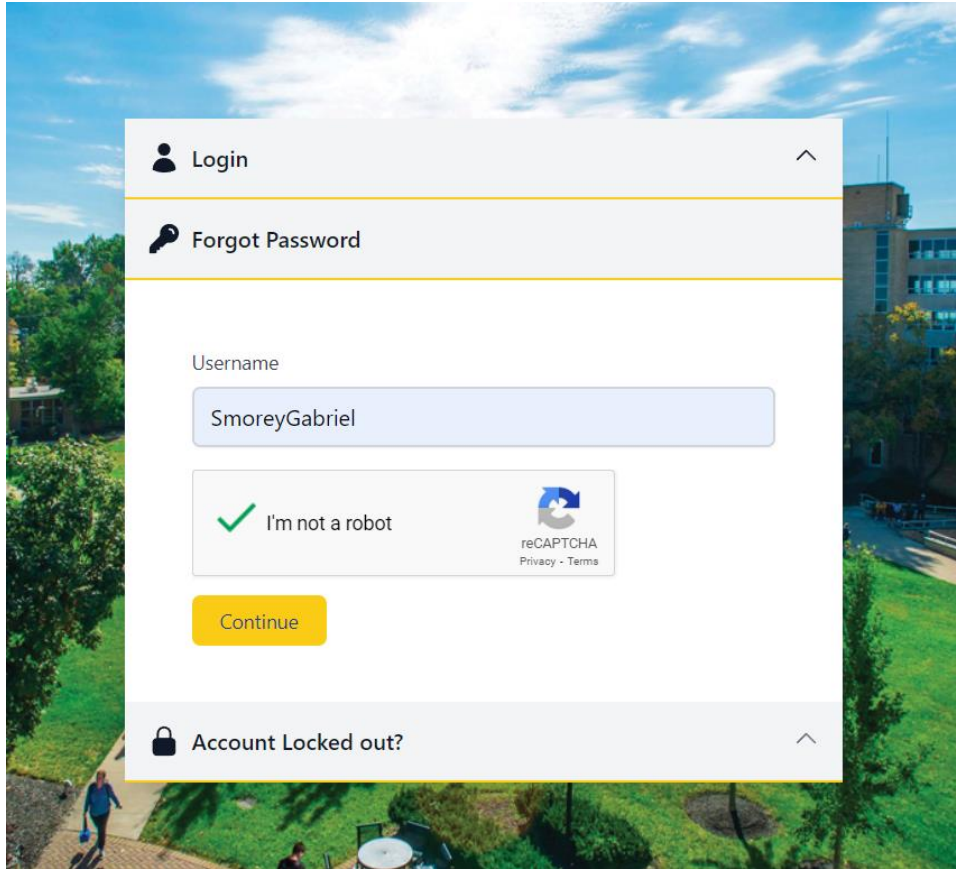 Login
Forgot Password
Username
SmoreyGabriel
I'm not a robot
reCAPTCHA
Privacy - Terms
Continue
Account Locked out?